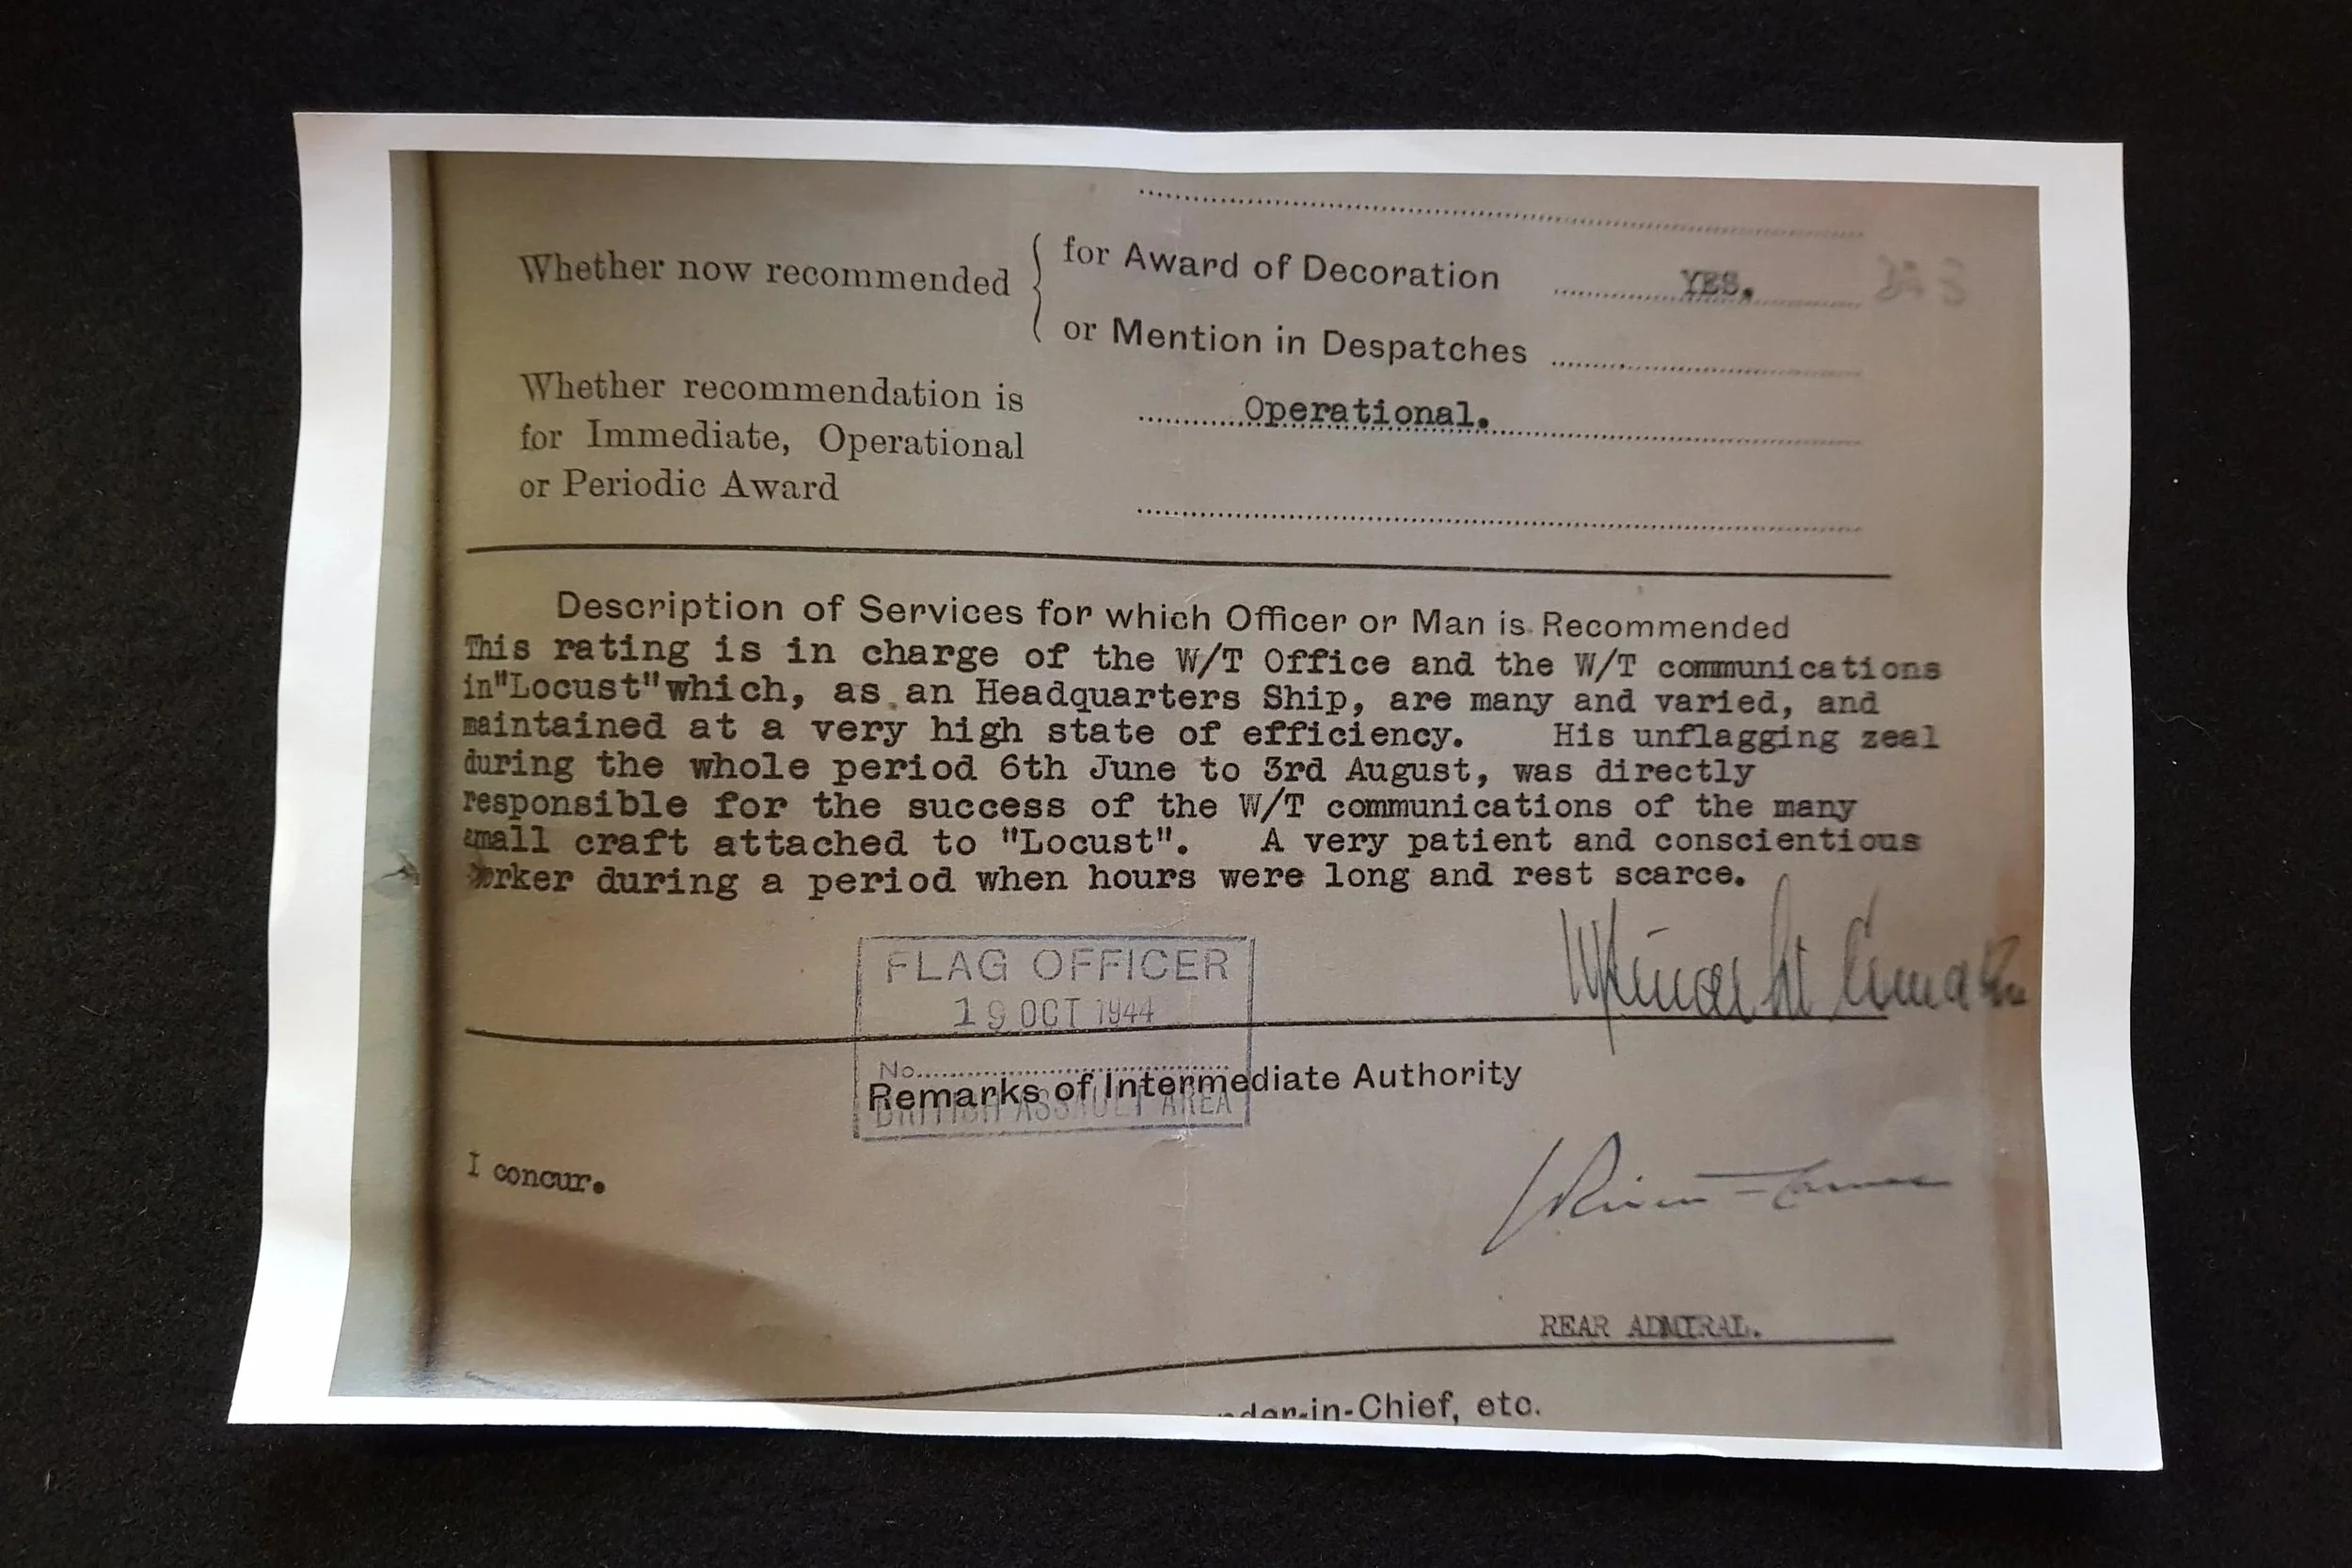 Whether now recommended { for Award of Decoration ..........YES..........
or Mention in Despatches ....................
Whether recommendation is
for Immediate, Operational
or Periodic Award
..........Operational...........
Description of Services for which Officer or Man is Recommended
This rating is in charge of the W/T Office and the W/T communications
in"Locust"which, as an Headquarters Ship, are many and varied, and
maintained at a very high state of efficiency. His unflagging zeal
during the whole period 6th June to 3rd August, was directly
responsible for the success of the W/T communications of the many
small craft attached to "Locust". A very patient and conscientious
worker during a period when hours were long and rest scarce.
FLAG OFFICER
19 OCT 1944
No....................
BRITISH ASSAULT AREA
Remarks of Intermediate Authority
I concur.
REAR ADMIRAL.
in-Chief, etc.